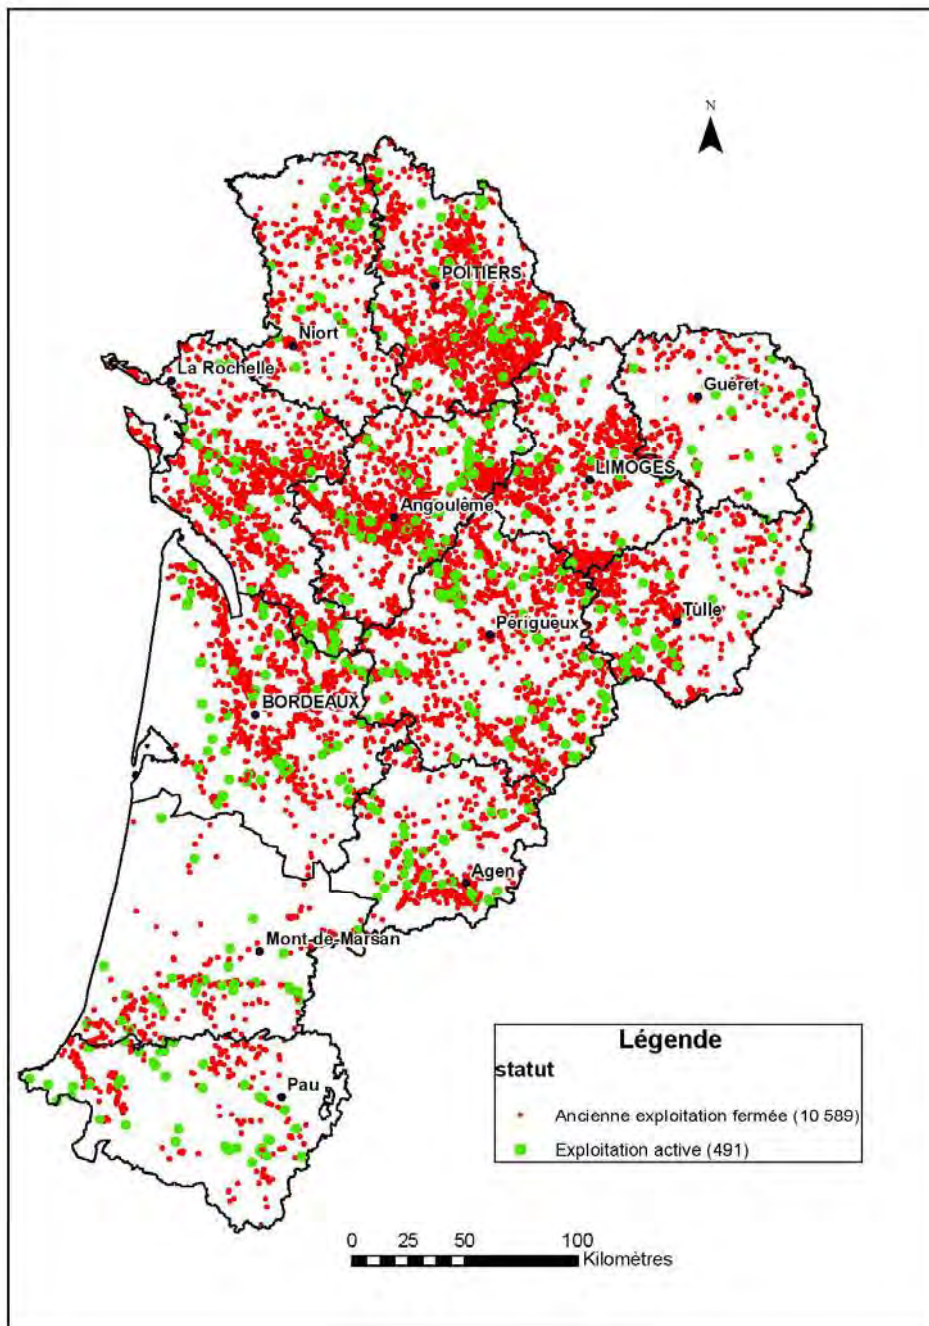 N
POITIERS
Niort
La Rochelle
Guéret
LIMOGES
Angoulême
Tulle
Périgueux
BORDEAUX
Agen
Mont-de-Marsan
Pau
Légende
statut
Ancienne exploitation fermée (10 589)
Exploitation active (491)
0 25 50 100
Kilomètres